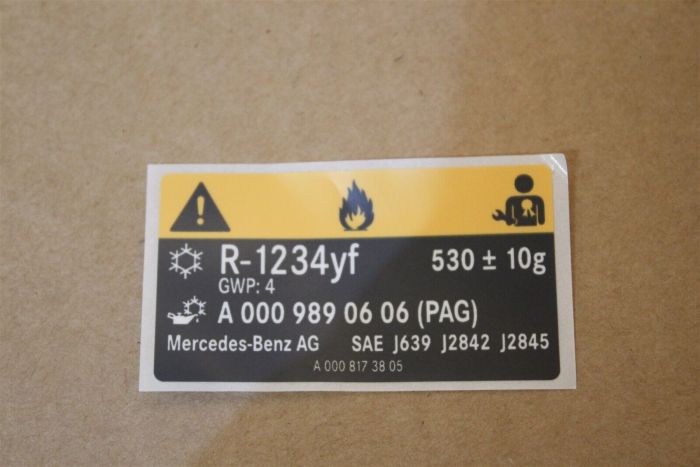 R-1234yf 530 ± 10g
GWP: 4
A 000 989 06 06 (PAG)
Mercedes-Benz AG SAE J639 J2842 J2845
A 000 817 38 05